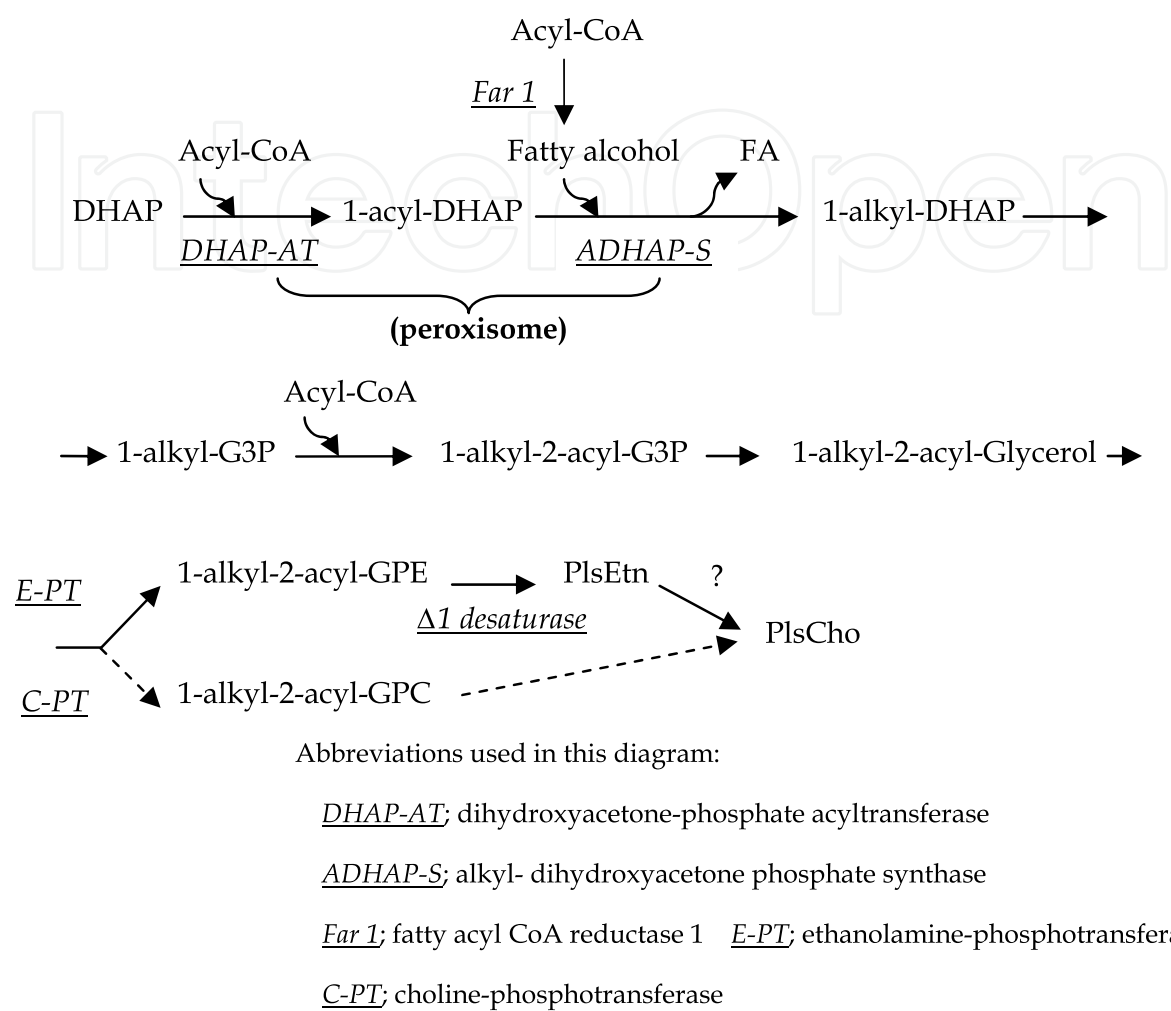 Acyl-CoA
Far 1
Acyl-CoA Fatty alcohol FA
DHAP 1-acyl-DHAP 1-alkyl-DHAP
DHAP-AT ADHAP-S
(peroxisome)
IntechOpen
Acyl-CoA
1-alkyl-G3P 1-alkyl-2-acyl-G3P 1-alkyl-2-acyl-Glycerol
1-alkyl-2-acyl-GPE PlsEtn ?
E-PT
Δ1 desaturase
PlsCho
C-PT 1-alkyl-2-acyl-GPC
Abbreviations used in this diagram:
DHAP-AT; dihydroxyacetone-phosphate acyltransferase
ADHAP-S; alkyl- dihydroxyacetone phosphate synthase
Far 1; fatty acyl CoA reductase 1 E-PT; ethanolamine-phosphotransfera
C-PT; choline-phosphotransferase